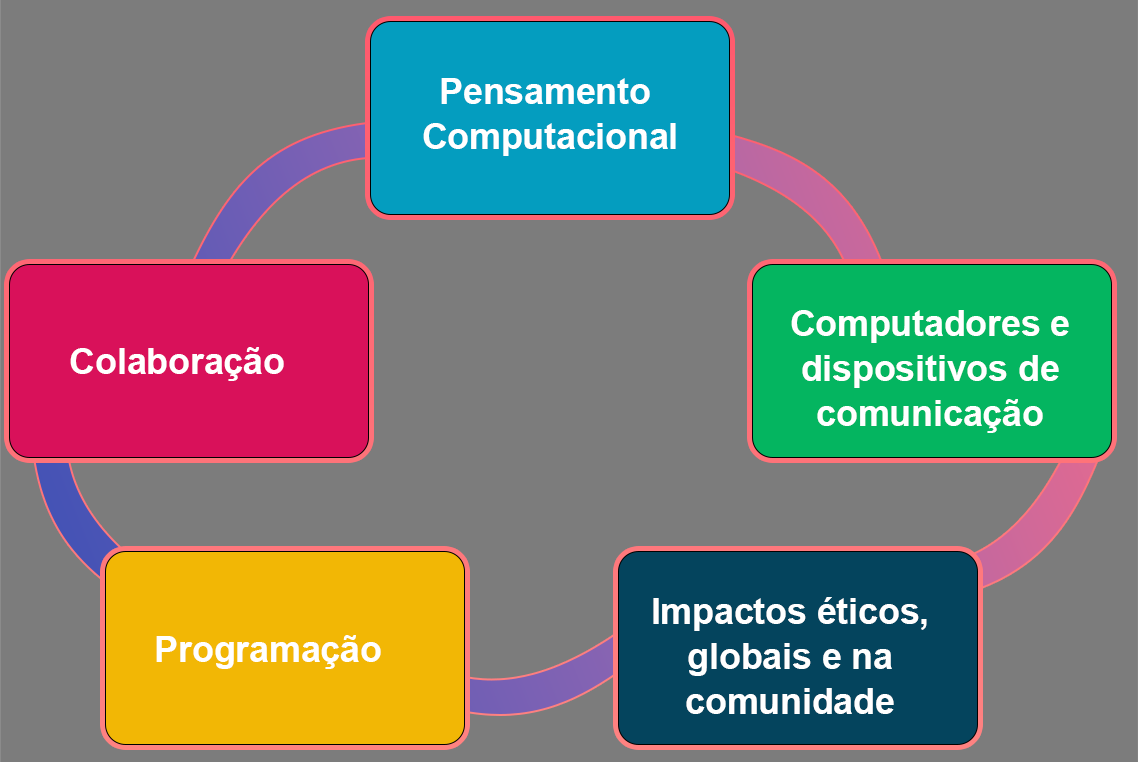 Pensamento
Computacional
Colaboração
Computadores e
dispositivos de
comunicação
Programação
Impactos éticos,
globais e na
comunidade